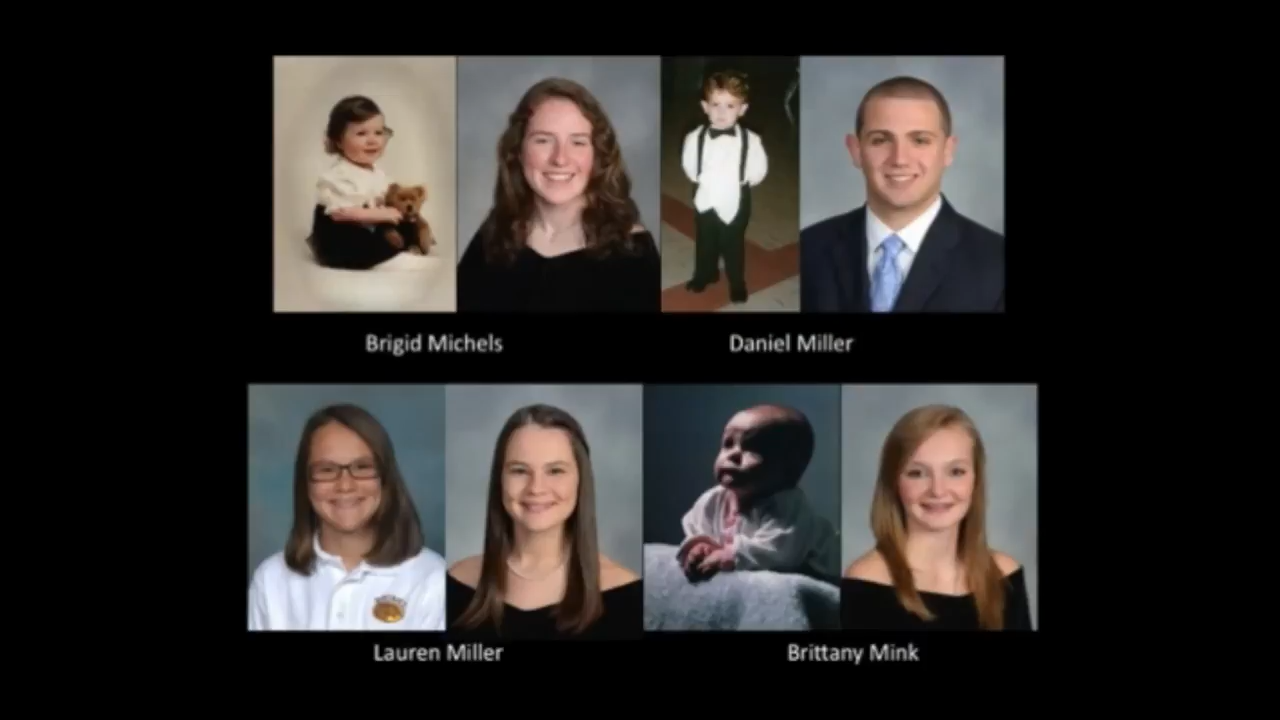 Brigid Michels
Daniel Miller
Lauren Miller
Brittany Mink